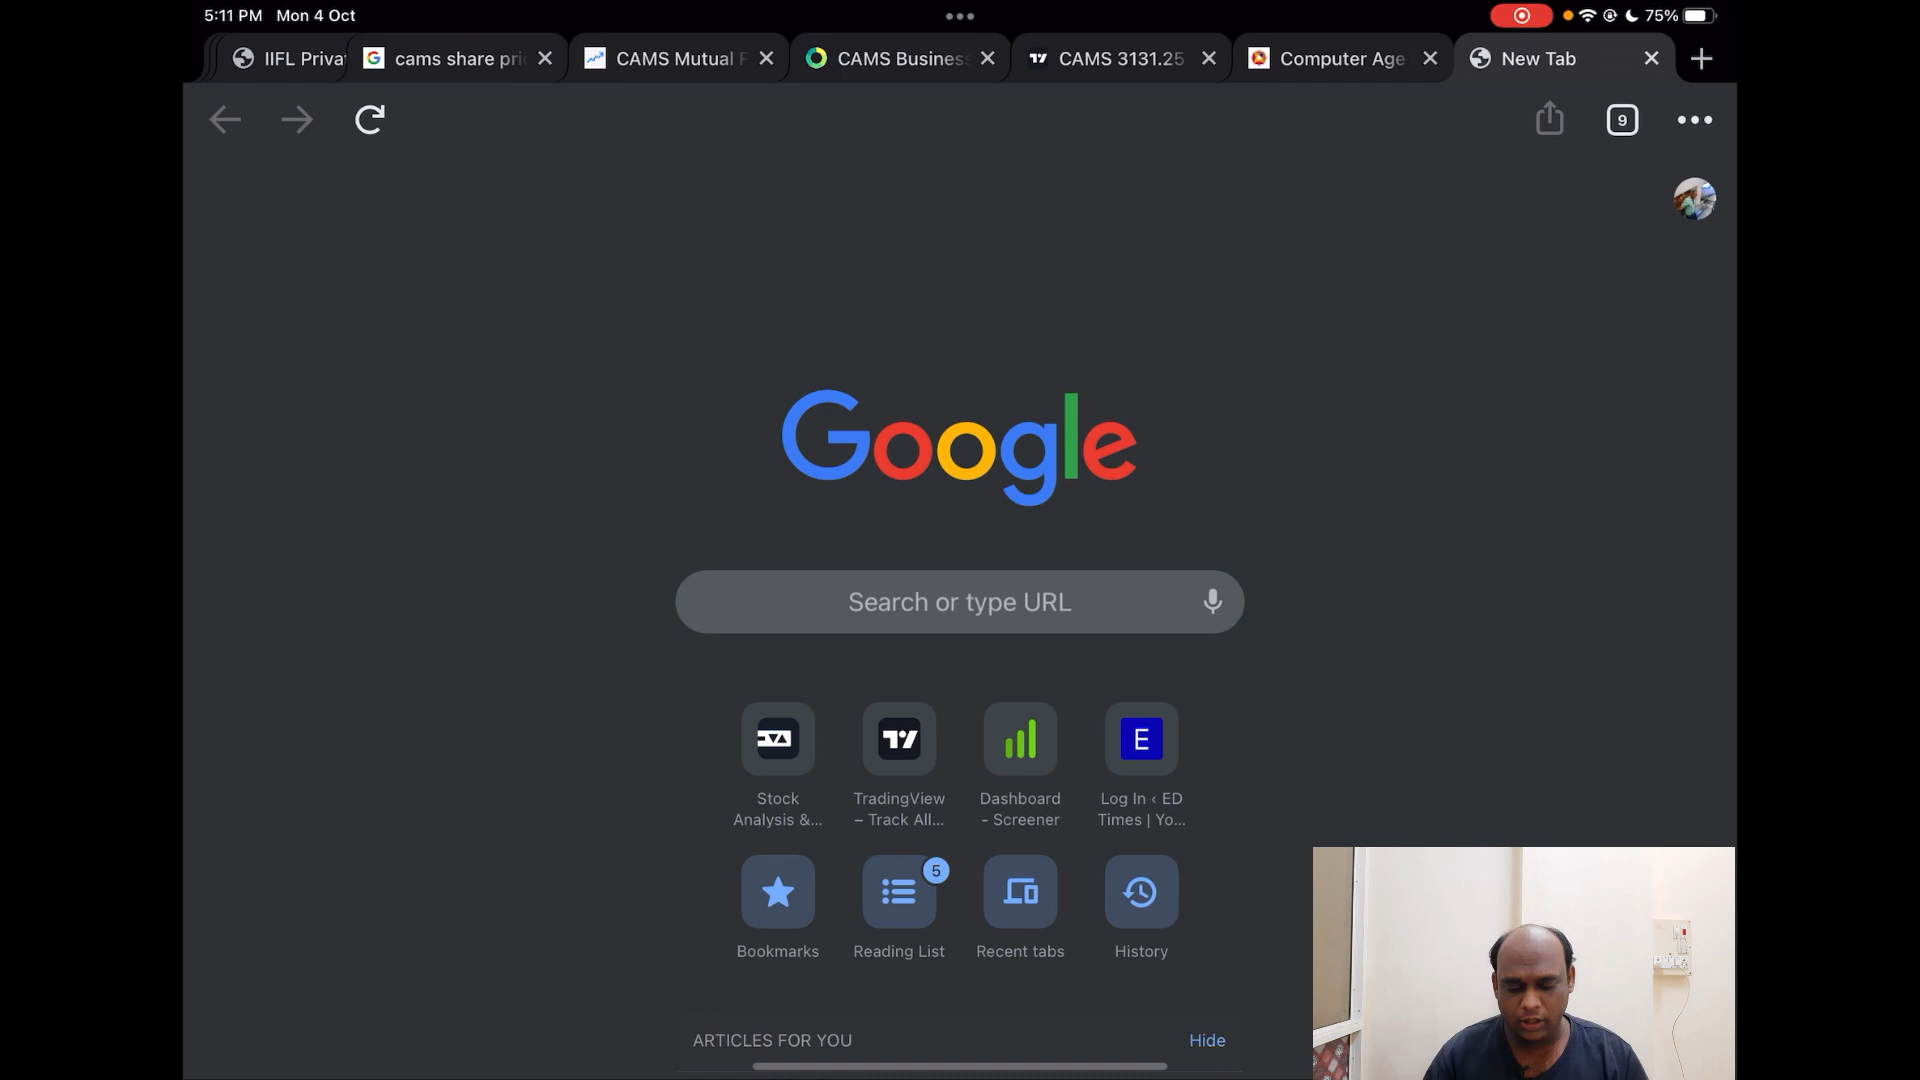 5:11 PM Mon 4 Oct
75%
IIFL Privat
cams share pri
CAMS Mutual F
CAMS Business
CAMS 3131.25
Computer Age
New Tab
9
Google
Search or type URL
Stock
Analysis &...
TradingView
– Track All...
Dashboard
- Screener
E
Log In ‹ ED
Times | Yo...
5
Bookmarks
Reading List
Recent tabs
History
ARTICLES FOR YOU
Hide